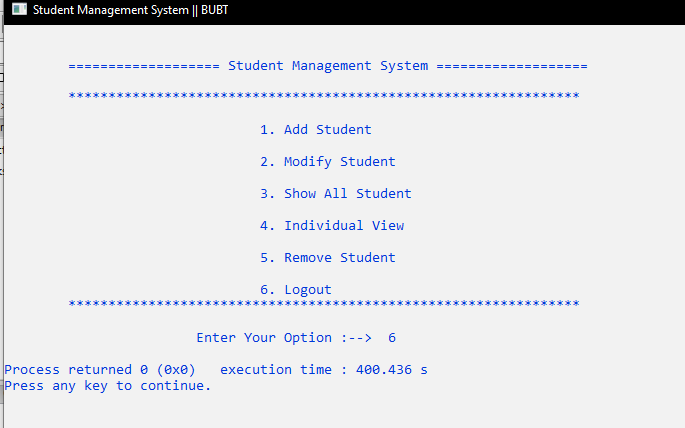 Student Management System || BUBT
=================== Student Management System ===================
****************************************************************
1. Add Student
2. Modify Student
3. Show All Student
4. Individual View
5. Remove Student
6. Logout
****************************************************************
Enter Your Option :--> 6
Process returned 0 (0x0) execution time : 400.436 s
Press any key to continue.